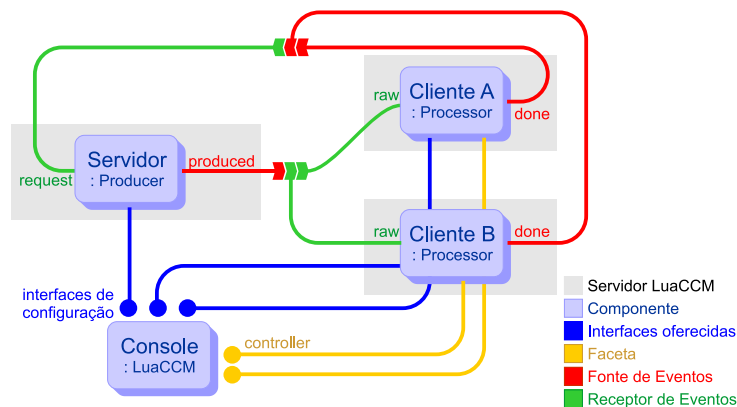 Cliente A
: Processor
raw
done
Servidor
: Producer
produced
request
Cliente B
: Processor
raw
done
interfaces de
configuração
Console
: LuaCCM
controller
Servidor LuaCCM
Componente
Interfaces oferecidas
Faceta
Fonte de Eventos
Receptor de Eventos